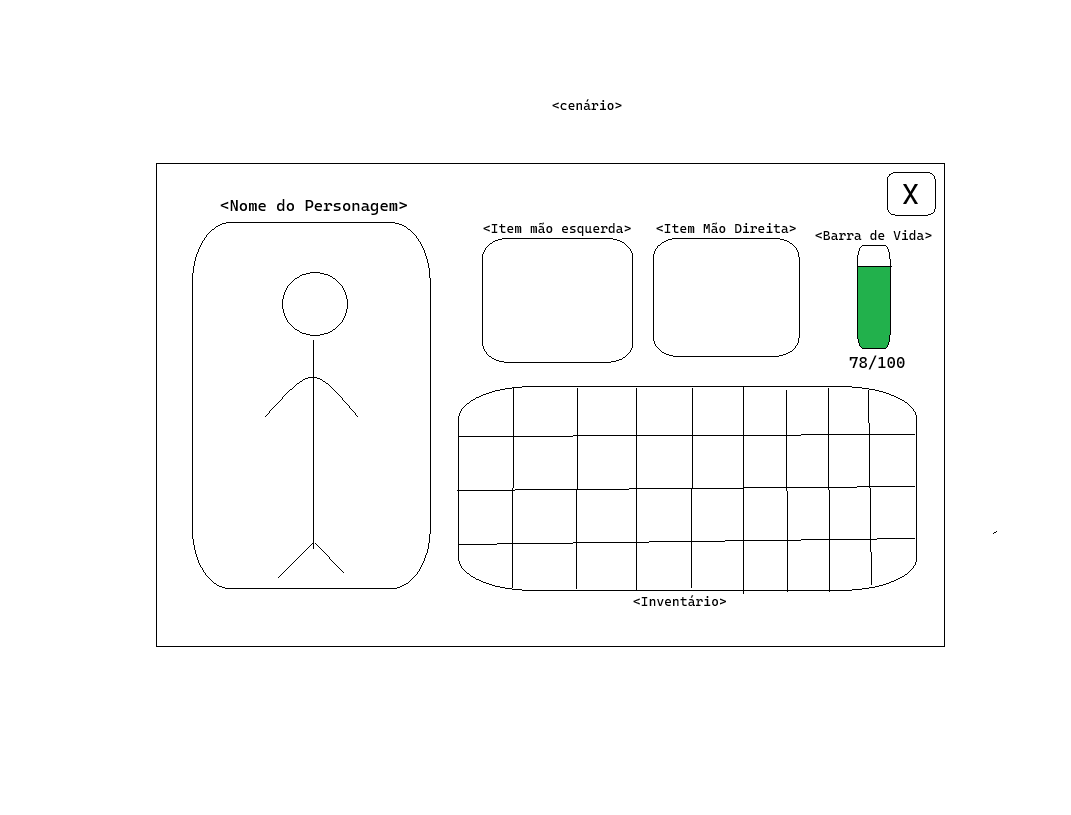 <cenário>
X
<Nome do Personagem>
<Item mão esquerda>
<Item Mão Direita>
<Barra de Vida>
78/100
<Inventário>